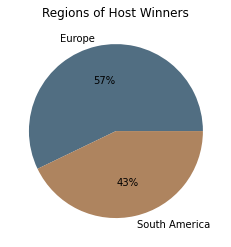 Regions of Host Winners
Europe
57%
43%
South America